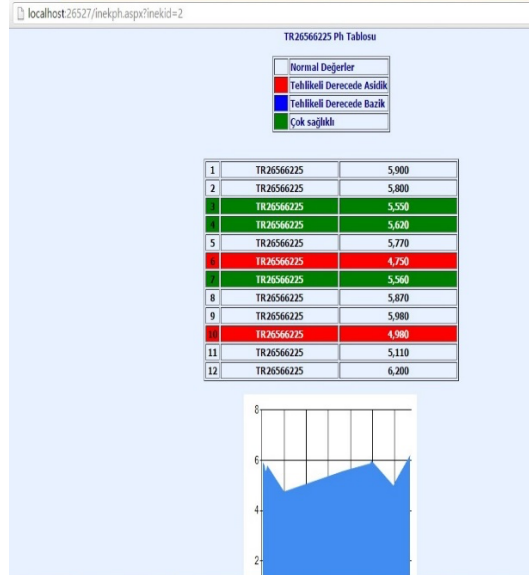 localhost:26527/inekph.aspx?inekid=2
TR26566225 Ph Tablosu
Normal Değerler
Tehlikeli Derecede Asidik
Tehlikeli Derecede Bazik
Çok sağlıklı
1 TR26566225 5,900
2 TR26566225 5,800
3 TR26566225 5,550
4 TR26566225 5,620
5 TR26566225 5,770
6 TR26566225 4,750
7 TR26566225 5,560
8 TR26566225 5,870
9 TR26566225 5,980
10 TR26566225 4,980
11 TR26566225 5,110
12 TR26566225 6,200
8
6
4
2